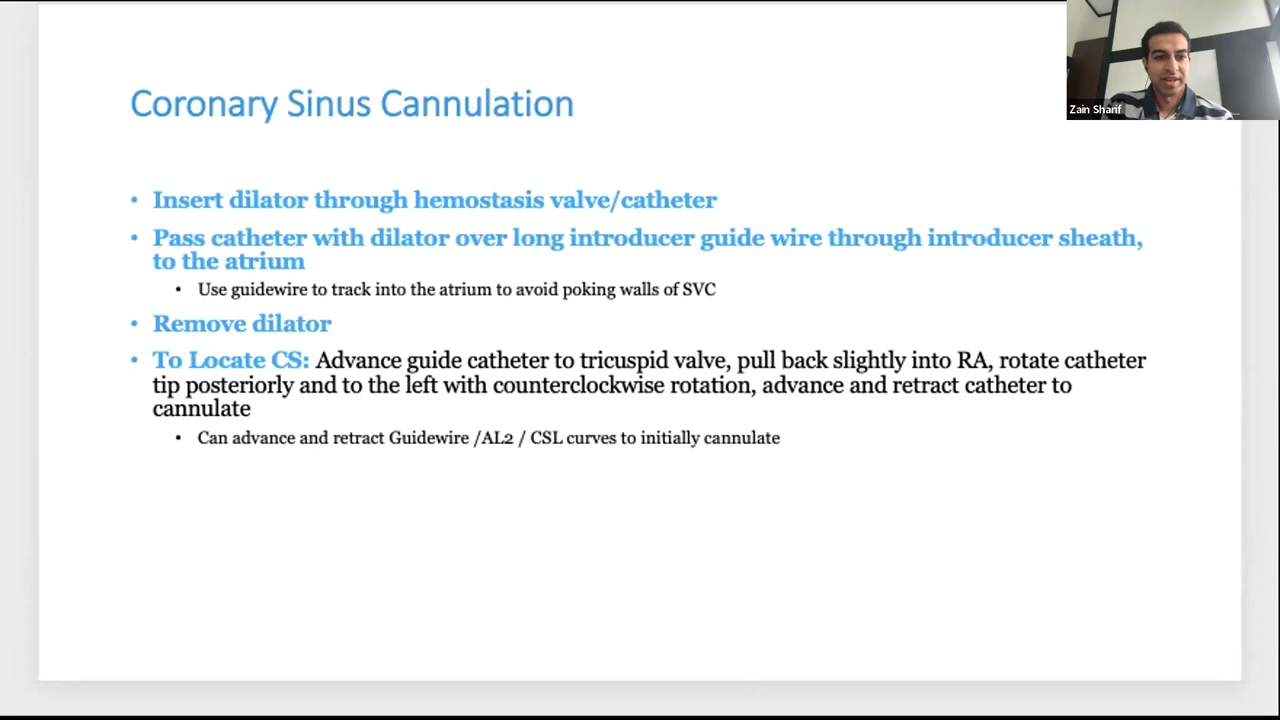 Coronary Sinus Cannulation
Zain Sharif
• Insert dilator through hemostasis valve/catheter
• Pass catheter with dilator over long introducer guide wire through introducer sheath,
to the atrium
• Use guidewire to track into the atrium to avoid poking walls of SVC
• Remove dilator
• To Locate CS: Advance guide catheter to tricuspid valve, pull back slightly into RA, rotate catheter
tip posteriorly and to the left with counterclockwise rotation, advance and retract catheter to
cannulate
• Can advance and retract Guidewire /AL2 / CSL curves to initially cannulate